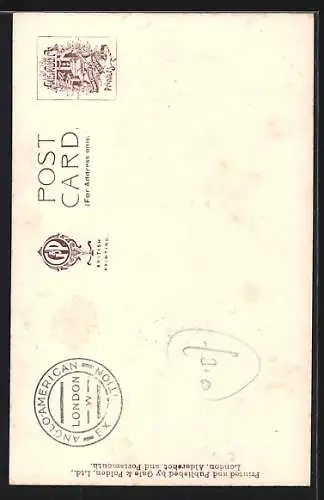 POST
CARD.
(For Address only.
BRITISH
PRINTING.
ANGLO-AMERICAN
LONDON
W
Printed and Published by Gale & Polden, Ltd.,
London, Aldershot and Portsmouth.